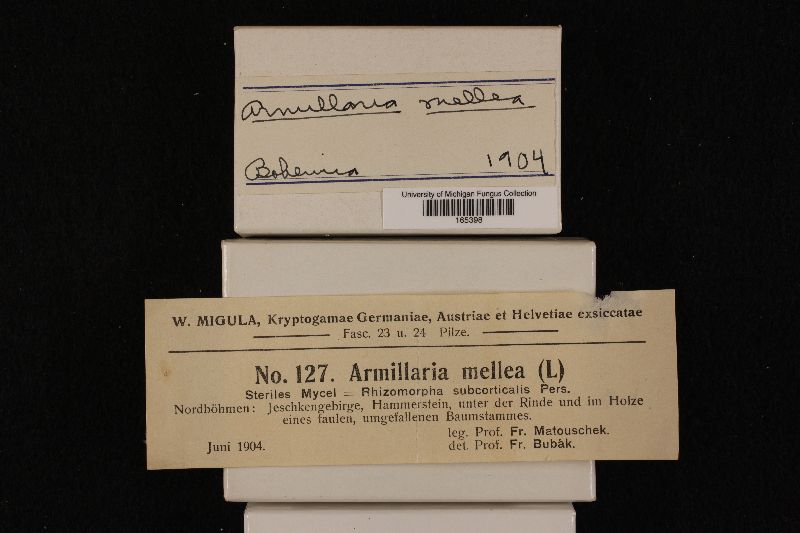 Armillaria mellea
Bohemia 1904
University of Michigan Fungus Collection
165398
W. MIGULA, Kryptogamae Germaniae, Austriae et Helvetiae exsiccatae
Fasc. 23 u. 24 Pilze.
No. 127. Armillaria mellea (L)
Steriles Mycel = Rhizomorpha subcorticalis Pers.
Nordböhmen: Jeschkengebirge, Hammerstein, unter der Rinde und im Holze
eines faulen, umgefallenen Baumstammes.
leg. Prof. Fr. Matouschek.
Juni 1904. det. Prof. Fr. Bubàk.